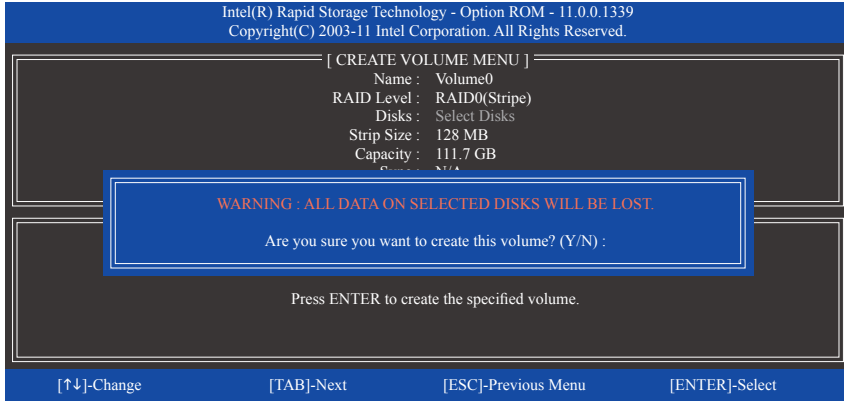 Intel(R) Rapid Storage Technology - Option ROM - 11.0.0.1339
Copyright(C) 2003-11 Intel Corporation. All Rights Reserved.
[ CREATE VOLUME MENU ]
Name : Volume0
RAID Level : RAID0(Stripe)
Disks : Select Disks
Strip Size : 128 MB
Capacity : 111.7 GB
N/A
WARNING : ALL DATA ON SELECTED DISKS WILL BE LOST.
Are you sure you want to create this volume? (Y/N) :
Press ENTER to create the specified volume.
[↑↓]-Change [TAB]-Next [ESC]-Previous Menu [ENTER]-Select